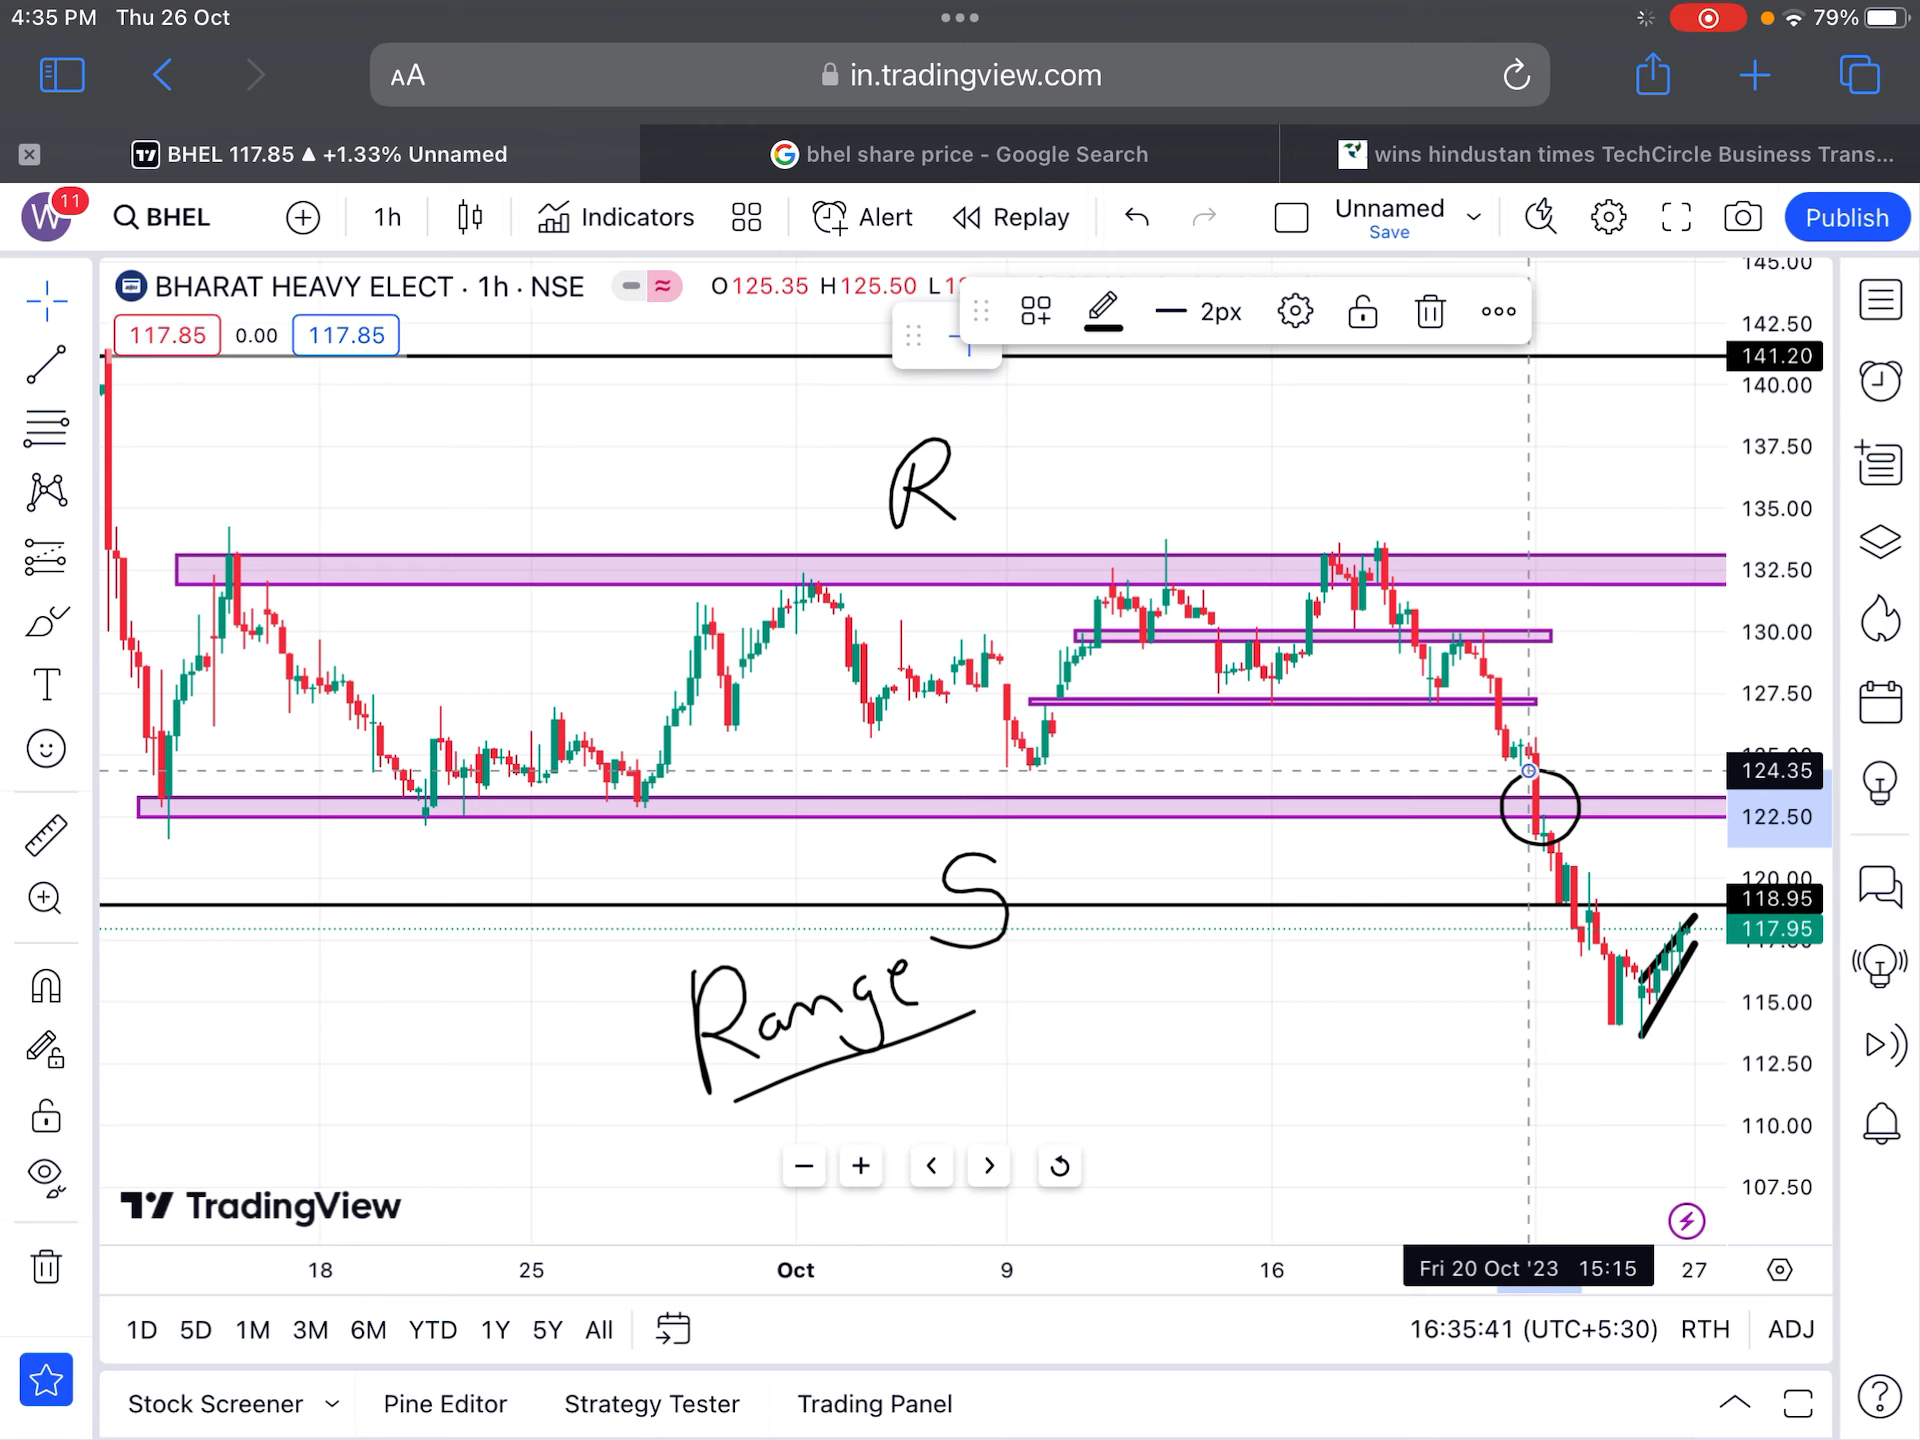 4:35 PM Thu 26 Oct
79%
AA in.tradingview.com
BHEL 117.85 ▲ +1.33% Unnamed
bhel share price - Google Search
wins hindustan times TechCircle Business Trans...
W 11 BHEL 1h Indicators Alert Replay Unnamed Save Publish
BHARAT HEAVY ELECT · 1h · NSE O125.35 H125.50 L1
2px
117.85 0.00 117.85
145.00
142.50
141.20
140.00
137.50
R
135.00
132.50
130.00
127.50
124.35
122.50
120.00
118.95
117.95
S
Range
115.00
112.50
110.00
107.50
TradingView
18 25 Oct 9 16 Fri 20 Oct '23 15:15 27
1D 5D 1M 3M 6M YTD 1Y 5Y All 16:35:41 (UTC+5:30) RTH ADJ
Stock Screener Pine Editor Strategy Tester Trading Panel